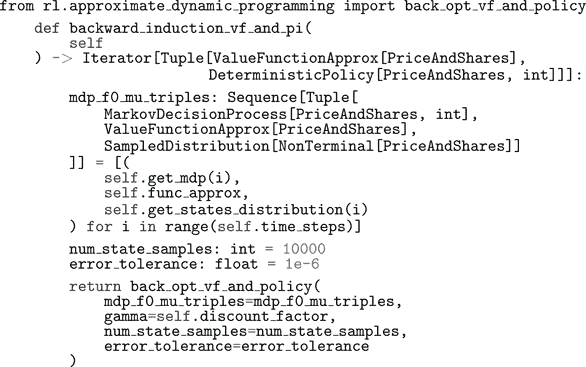 from rl.approximate_dynamic_programming import back_opt_vf_and_policy
def backward_induction_vf_and_pi(
self
) -> Iterator[Tuple[ValueFunctionApprox[PriceAndShares],
DeterministicPolicy[PriceAndShares, int]]]:
mdp_f0_mu_triples: Sequence[Tuple[
MarkovDecisionProcess[PriceAndShares, int],
ValueFunctionApprox[PriceAndShares],
SampledDistribution[NonTerminal[PriceAndShares]]
]] = [(
self.get_mdp(i),
self.func_approx,
self.get_states_distribution(i)
) for i in range(self.time_steps)]
num_state_samples: int = 10000
error_tolerance: float = 1e-6
return back_opt_vf_and_policy(
mdp_f0_mu_triples=mdp_f0_mu_triples,
gamma=self.discount_factor,
num_state_samples=num_state_samples,
error_tolerance=error_tolerance
)